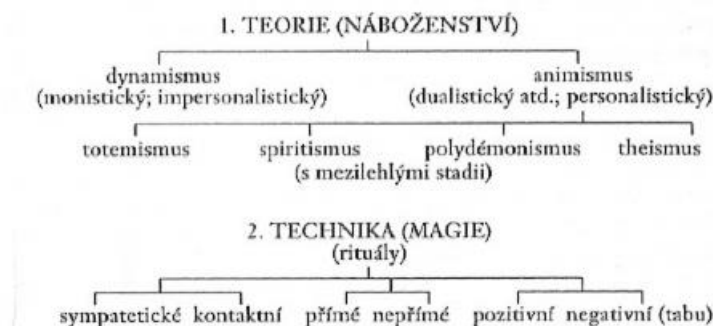 1. TEORIE (NÁBOŽENSTVÍ)
dynamismus animismus
(monistický; impersonalistický) (dualistický atd.; personalistický)
totemismus spiritismus polydémonismus theismus
(s mezilehlými stadii)
2. TECHNIKA (MAGIE)
(rituály)
sympatetické kontaktní přímé nepřímé pozitivní negativní (tabu)